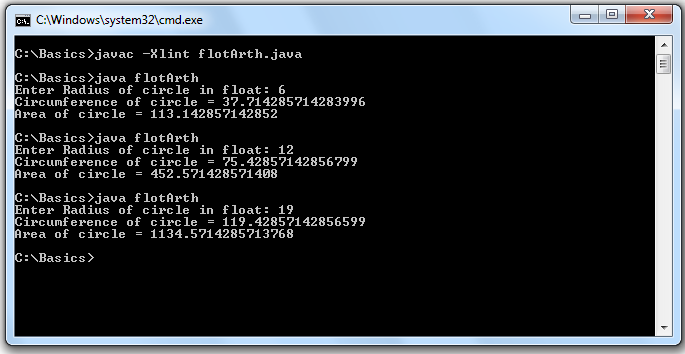 C:\Windows\system32\cmd.exe
C:\Basics>javac -Xlint flotArth.java
C:\Basics>java flotArth
Enter Radius of circle in float: 6
Circumference of circle = 37.714285714283996
Area of circle = 113.142857142852
C:\Basics>java flotArth
Enter Radius of circle in float: 12
Circumference of circle = 75.42857142856799
Area of circle = 452.571428571408
C:\Basics>java flotArth
Enter Radius of circle in float: 19
Circumference of circle = 119.42857142856599
Area of circle = 1134.5714285713768
C:\Basics>